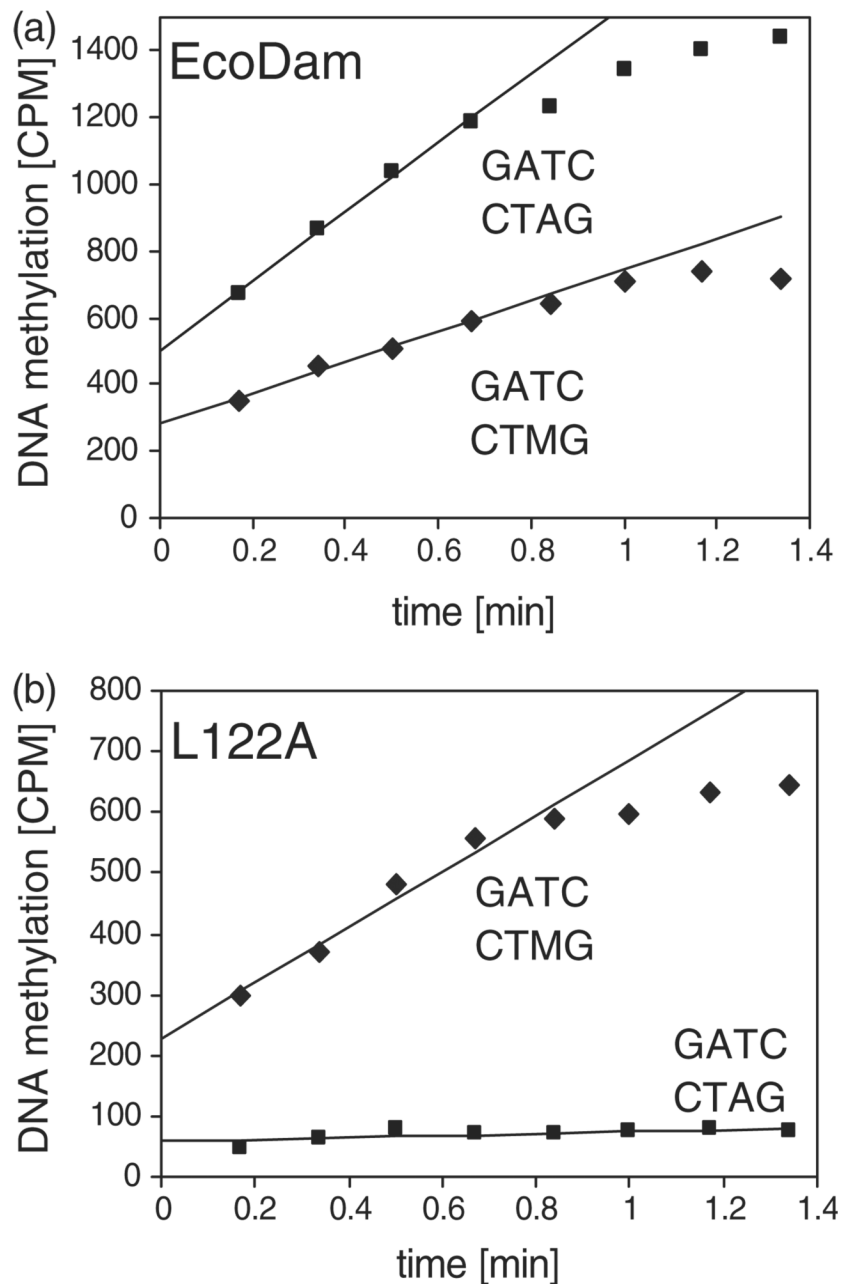 (a)
EcoDam
DNA methylation [CPM]
1400
1200
1000
800
600
400
200
0
GATC
CTAG
GATC
CTMG
0 0.2 0.4 0.6 0.8 1 1.2 1.4
time [min]
(b)
L122A
DNA methylation [CPM]
800
700
600
500
400
300
200
100
0
GATC
CTMG
GATC
CTAG
0 0.2 0.4 0.6 0.8 1 1.2 1.4
time [min]